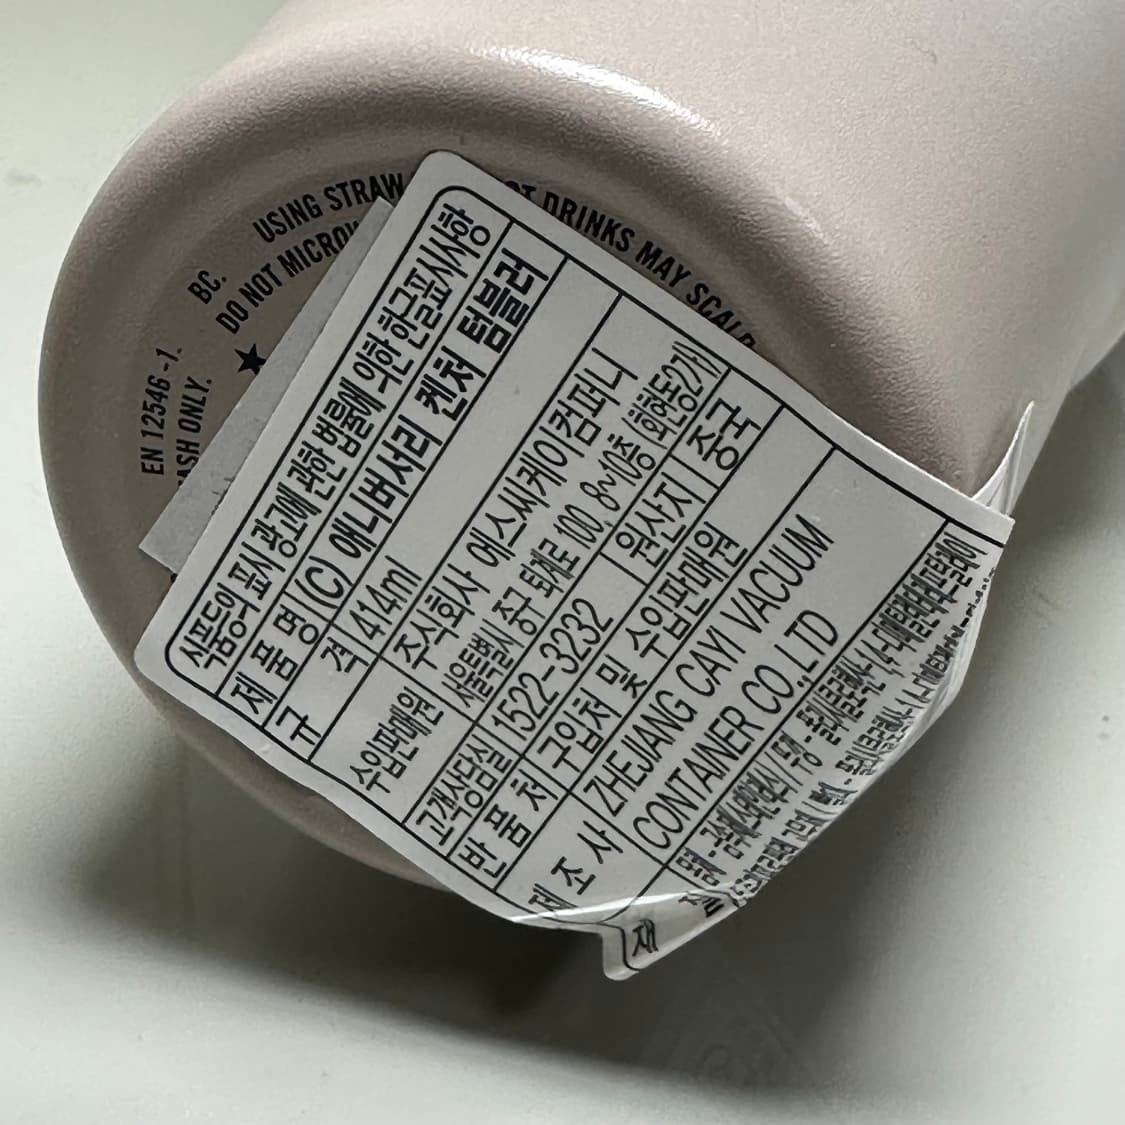 USING STRAW
OT DRINKS MAY SCALD
BC.
DO NOT MICROW
EN 12546-1.
ASH ONLY.
식품등의 표시·광고에 관한 법률에 의한 한글표시사항
제 품 명 (C) 애니버서리 켄처 텀블러
규 격 414ml
수입판매원 주식회사 에스씨케이컴퍼니
서울특별시 중구 퇴계로 100, 8~10층 (회현동2가)
고객상담실 1522-3232 원산지 중국
반 품 처 구입처 및 수입판매원
제 조 사 ZHEJIANG CAYI VACUUM
CONTAINER CO.,LTD
재